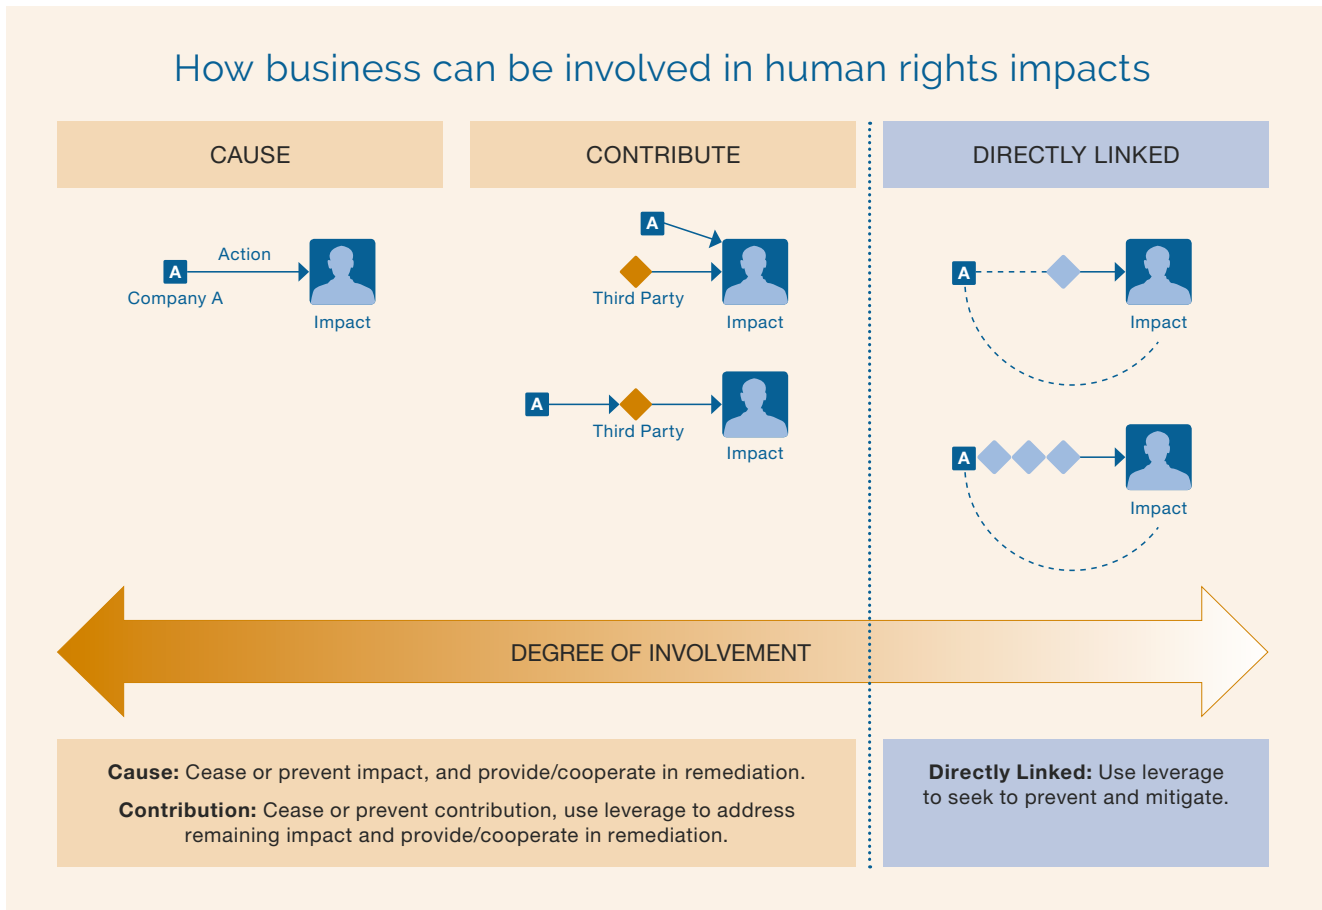 How business can be involved in human rights impacts
CAUSE
CONTRIBUTE
DIRECTLY LINKED
Action
A
Company A
Impact
A
Third Party
Impact
A
Third Party
Impact
A
Impact
A
Impact
DEGREE OF INVOLVEMENT
Cause: Cease or prevent impact, and provide/cooperate in remediation.
Contribution: Cease or prevent contribution, use leverage to address
remaining impact and provide/cooperate in remediation.
Directly Linked: Use leverage
to seek to prevent and mitigate.